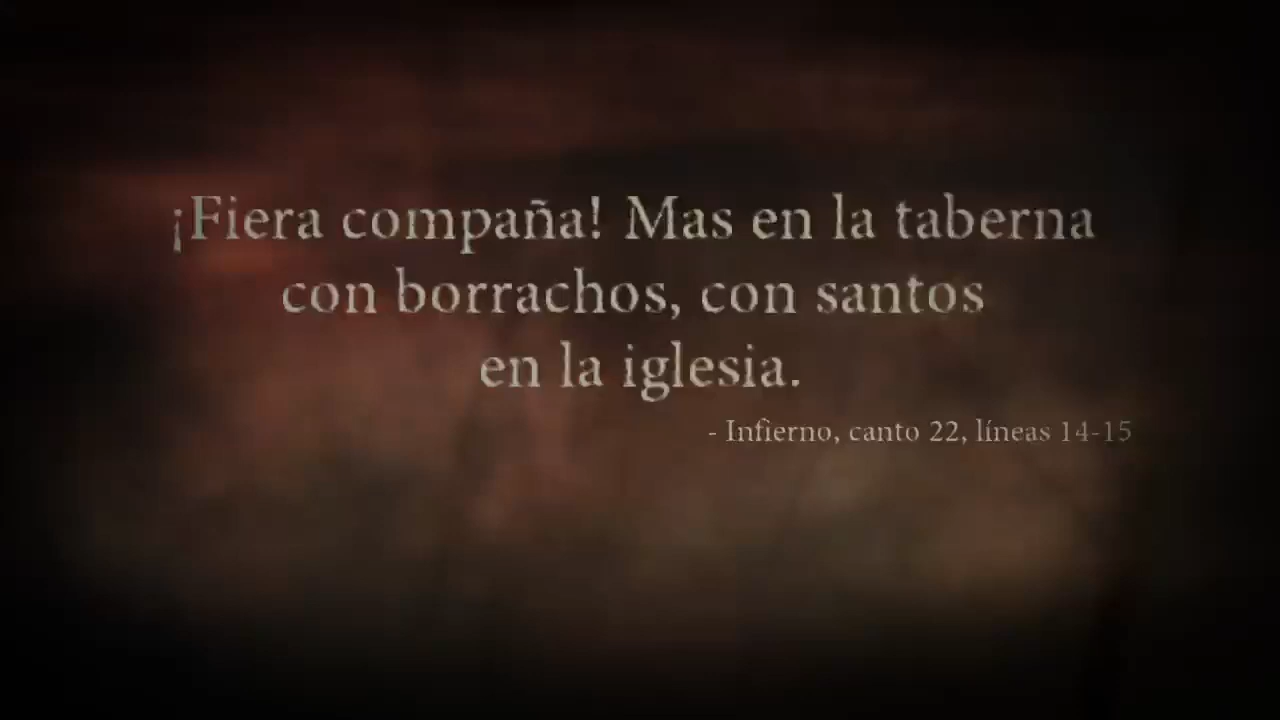 ¡Fiera compaña! Mas en la taberna
con borrachos, con santos
en la iglesia.
- Infierno, canto 22, líneas 14-15